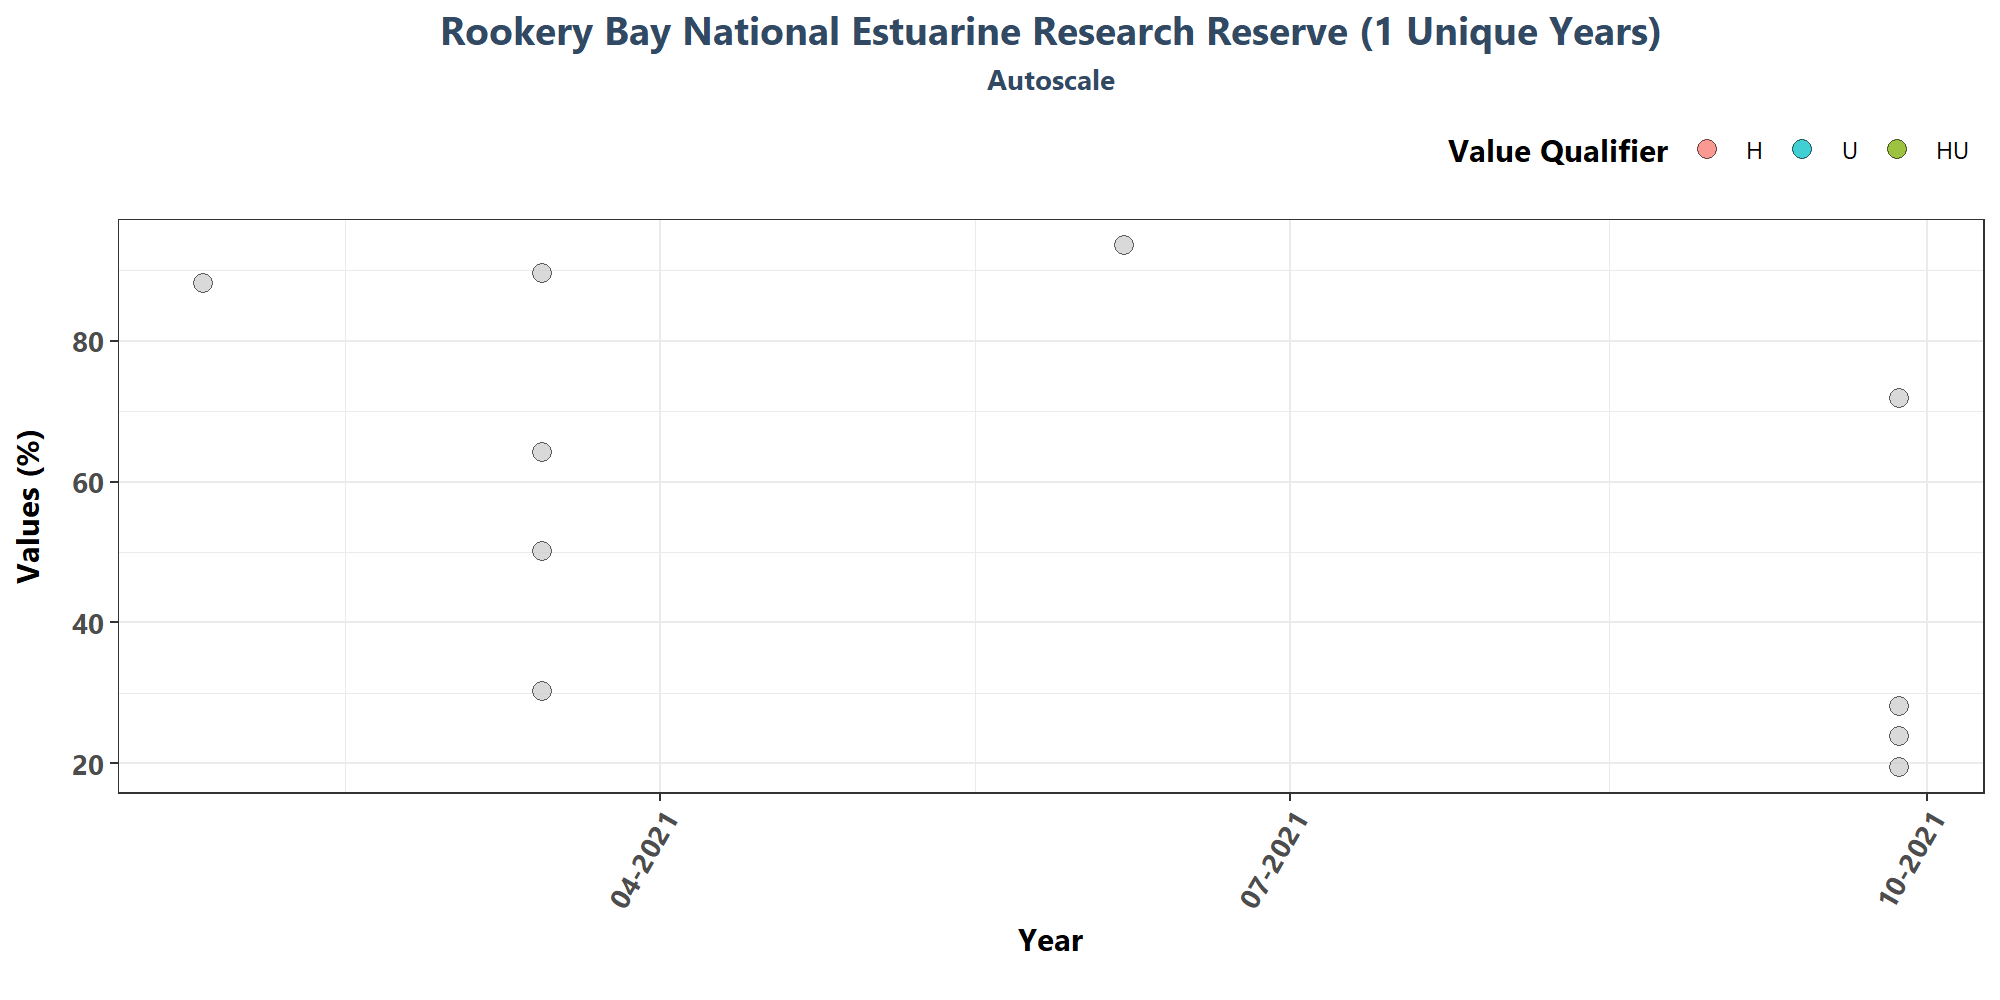 Rookery Bay National Estuarine Research Reserve (1 Unique Years)
Autoscale
Value Qualifier H U HU
Values (%)
80
60
40
20
04-2021 07-2021 10-2021
Year